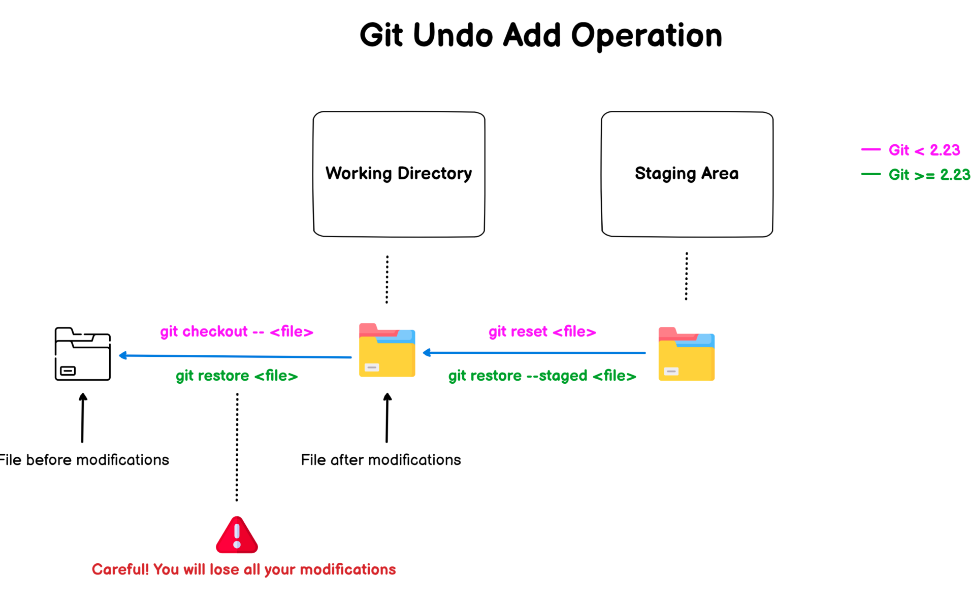 Git Undo Add Operation
Working Directory
Staging Area
Git < 2.23
Git >= 2.23
git checkout -- <file>
git reset <file>
git restore <file>
git restore --staged <file>
File before modifications
File after modifications
Careful! You will lose all your modifications